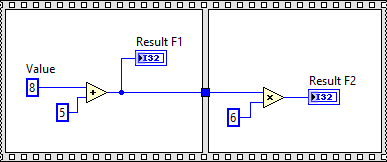 Result F1
I32
Value
8
+
5
Result F2
I32
×
6